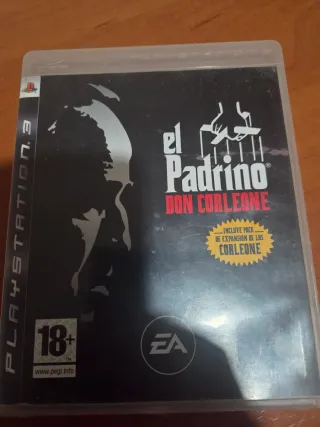 PLAYSTATION 3
el
Padrino
DON CORLEONE
INCLUYE PACK
DE EXPANSIÓN DE LOS
CORLEONE
18+
www.pegi.info
EA